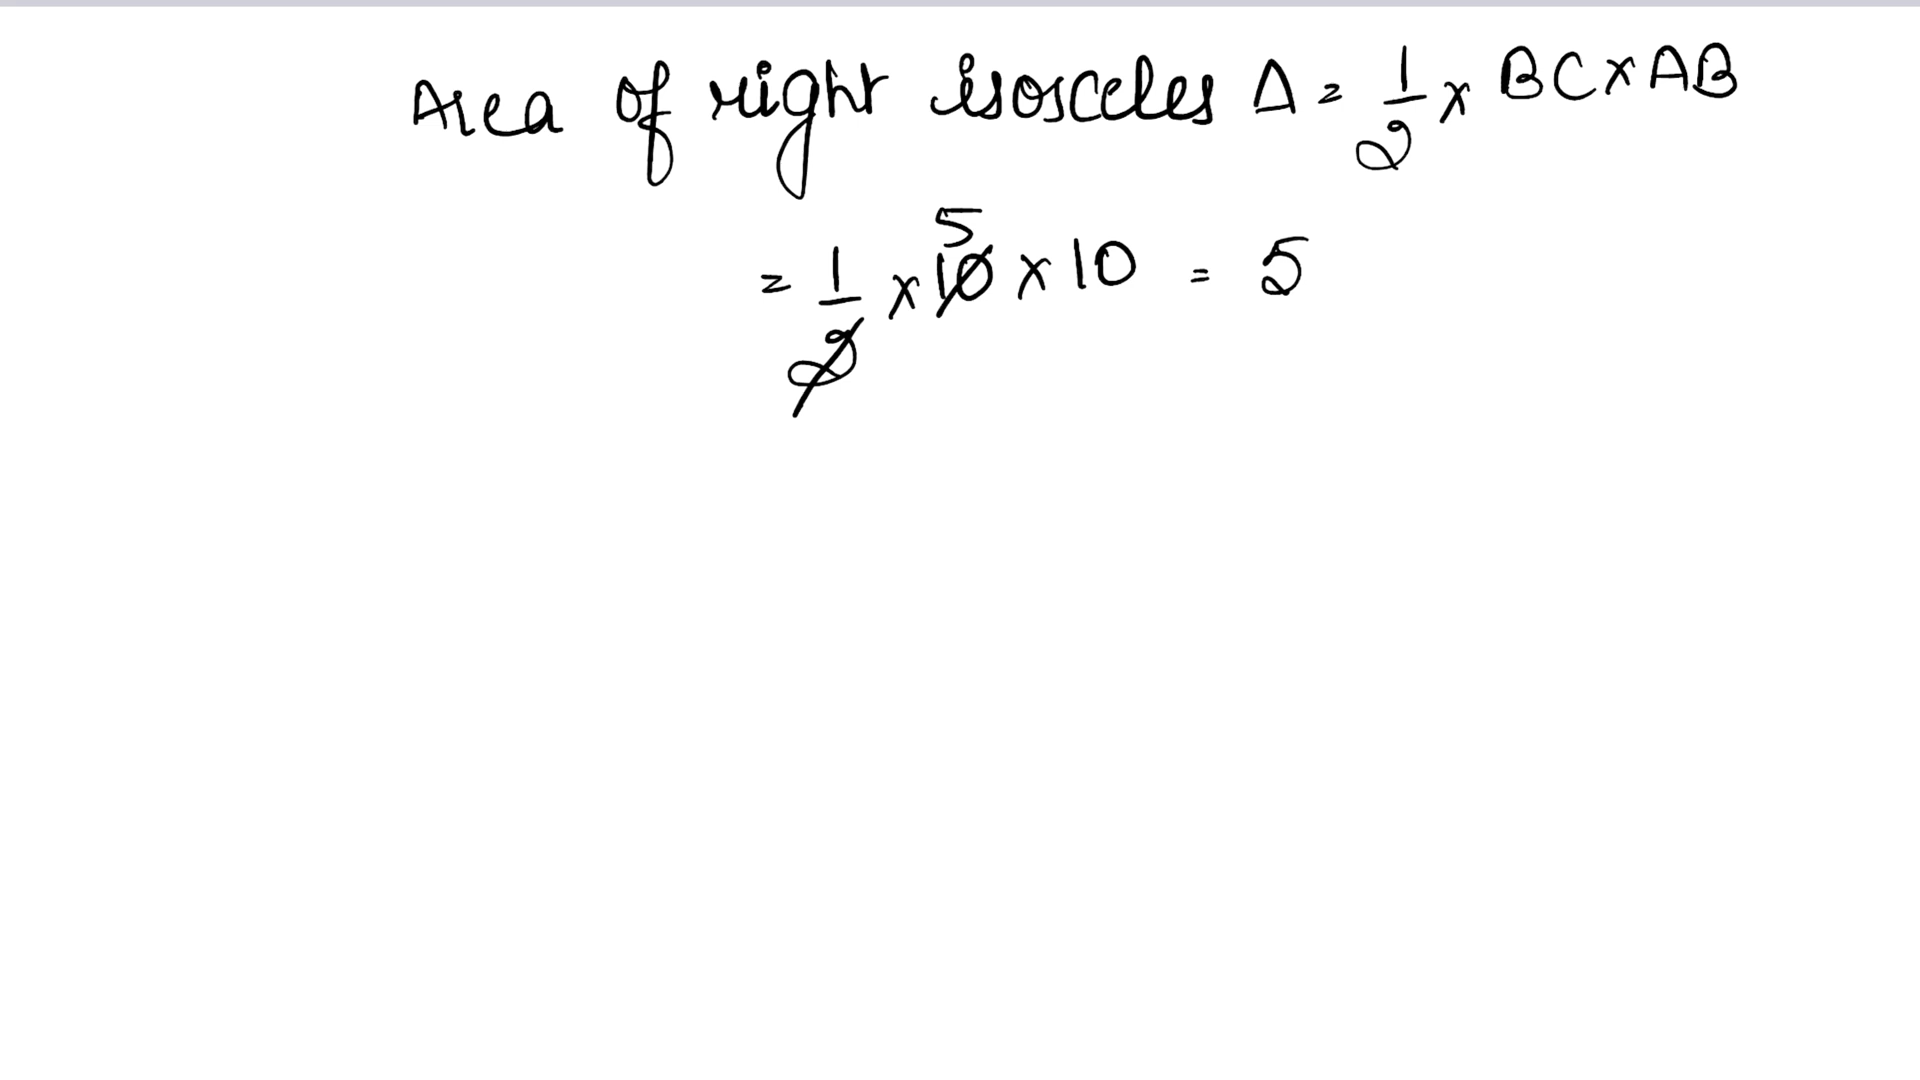 Area of right isosceles Δ = 1/2 x BC x AB
= 1/2 x 10 5 x 10 = 5